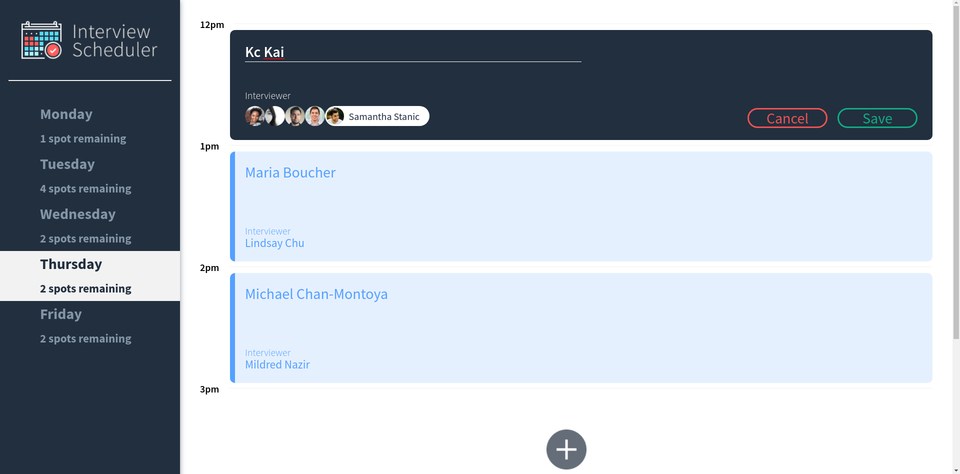 Interview
Scheduler
Monday
1 spot remaining
Tuesday
4 spots remaining
Wednesday
2 spots remaining
Thursday
2 spots remaining
Friday
2 spots remaining
12pm
Kc Kai
Interviewer
Samantha Stanic
Cancel
Save
1pm
Maria Boucher
Interviewer
Lindsay Chu
2pm
Michael Chan-Montoya
Interviewer
Mildred Nazir
3pm